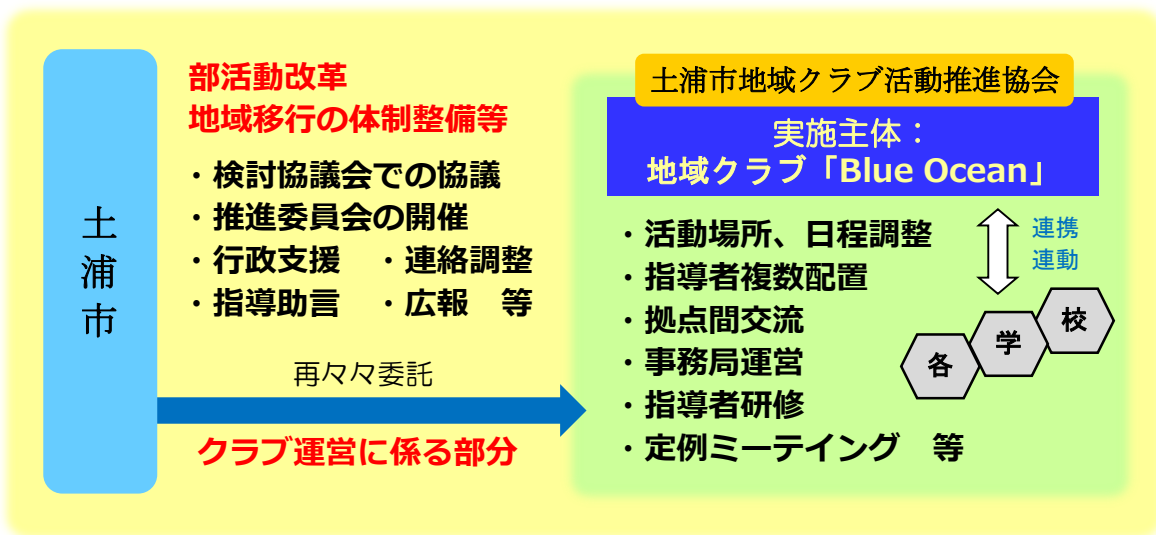 土浦市
部活動改革
地域移行の体制整備等
・検討協議会での協議
・推進委員会の開催
・行政支援　・連絡調整
・指導助言　・広報　等
再々々委託
クラブ運営に係る部分
土浦市地域クラブ活動推進協会
実施主体：
地域クラブ「Blue Ocean」
・活動場所、日程調整
・指導者複数配置
・拠点間交流
・事務局運営
・指導者研修
・定例ミーテイング　等
連携
連動
各学校